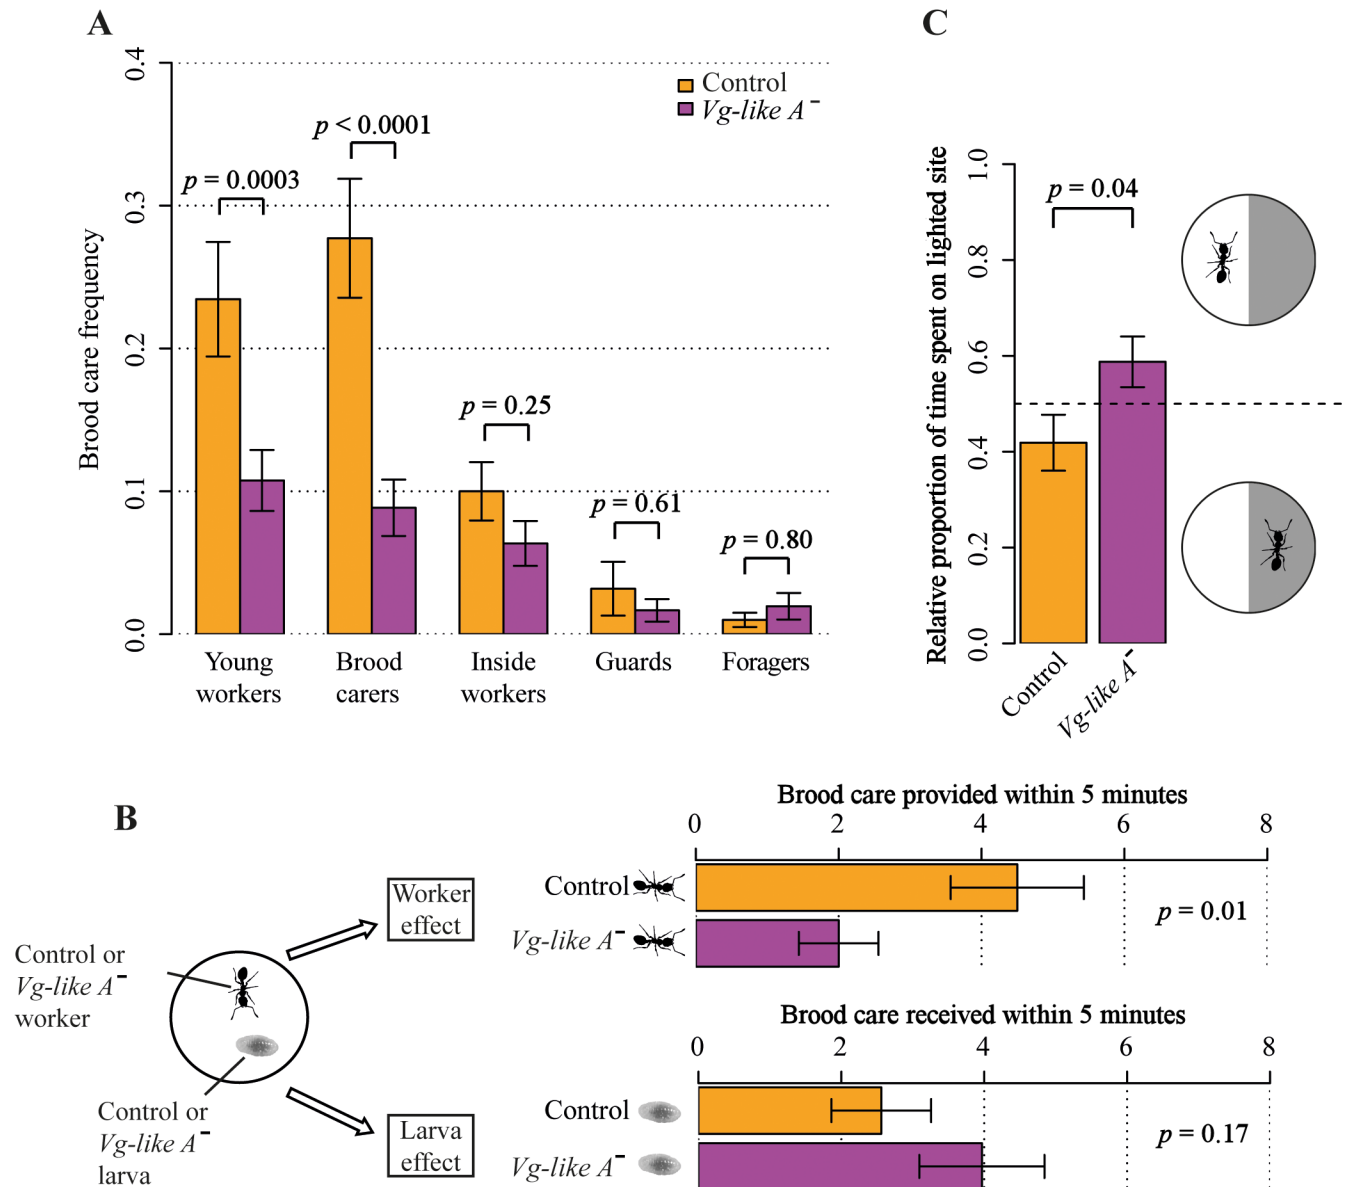 A
0.4
0.3
0.2
0.1
0.0
Brood care frequency
Control
Vg-like A⁻
p = 0.0003
p < 0.0001
p = 0.25
p = 0.61
p = 0.80
Young
workers
Brood
carers
Inside
workers
Guards
Foragers
C
Relative proportion of time spent on lighted site
1.0
0.8
0.6
0.4
0.2
0.0
p = 0.04
Control
Vg-like A⁻
B
Control or
Vg-like A⁻
worker
Control or
Vg-like A⁻
larva
Worker
effect
Larva
effect
Brood care provided within 5 minutes
0 2 4 6 8
Control
Vg-like A⁻
p = 0.01
Brood care received within 5 minutes
0 2 4 6 8
Control
Vg-like A⁻
p = 0.17